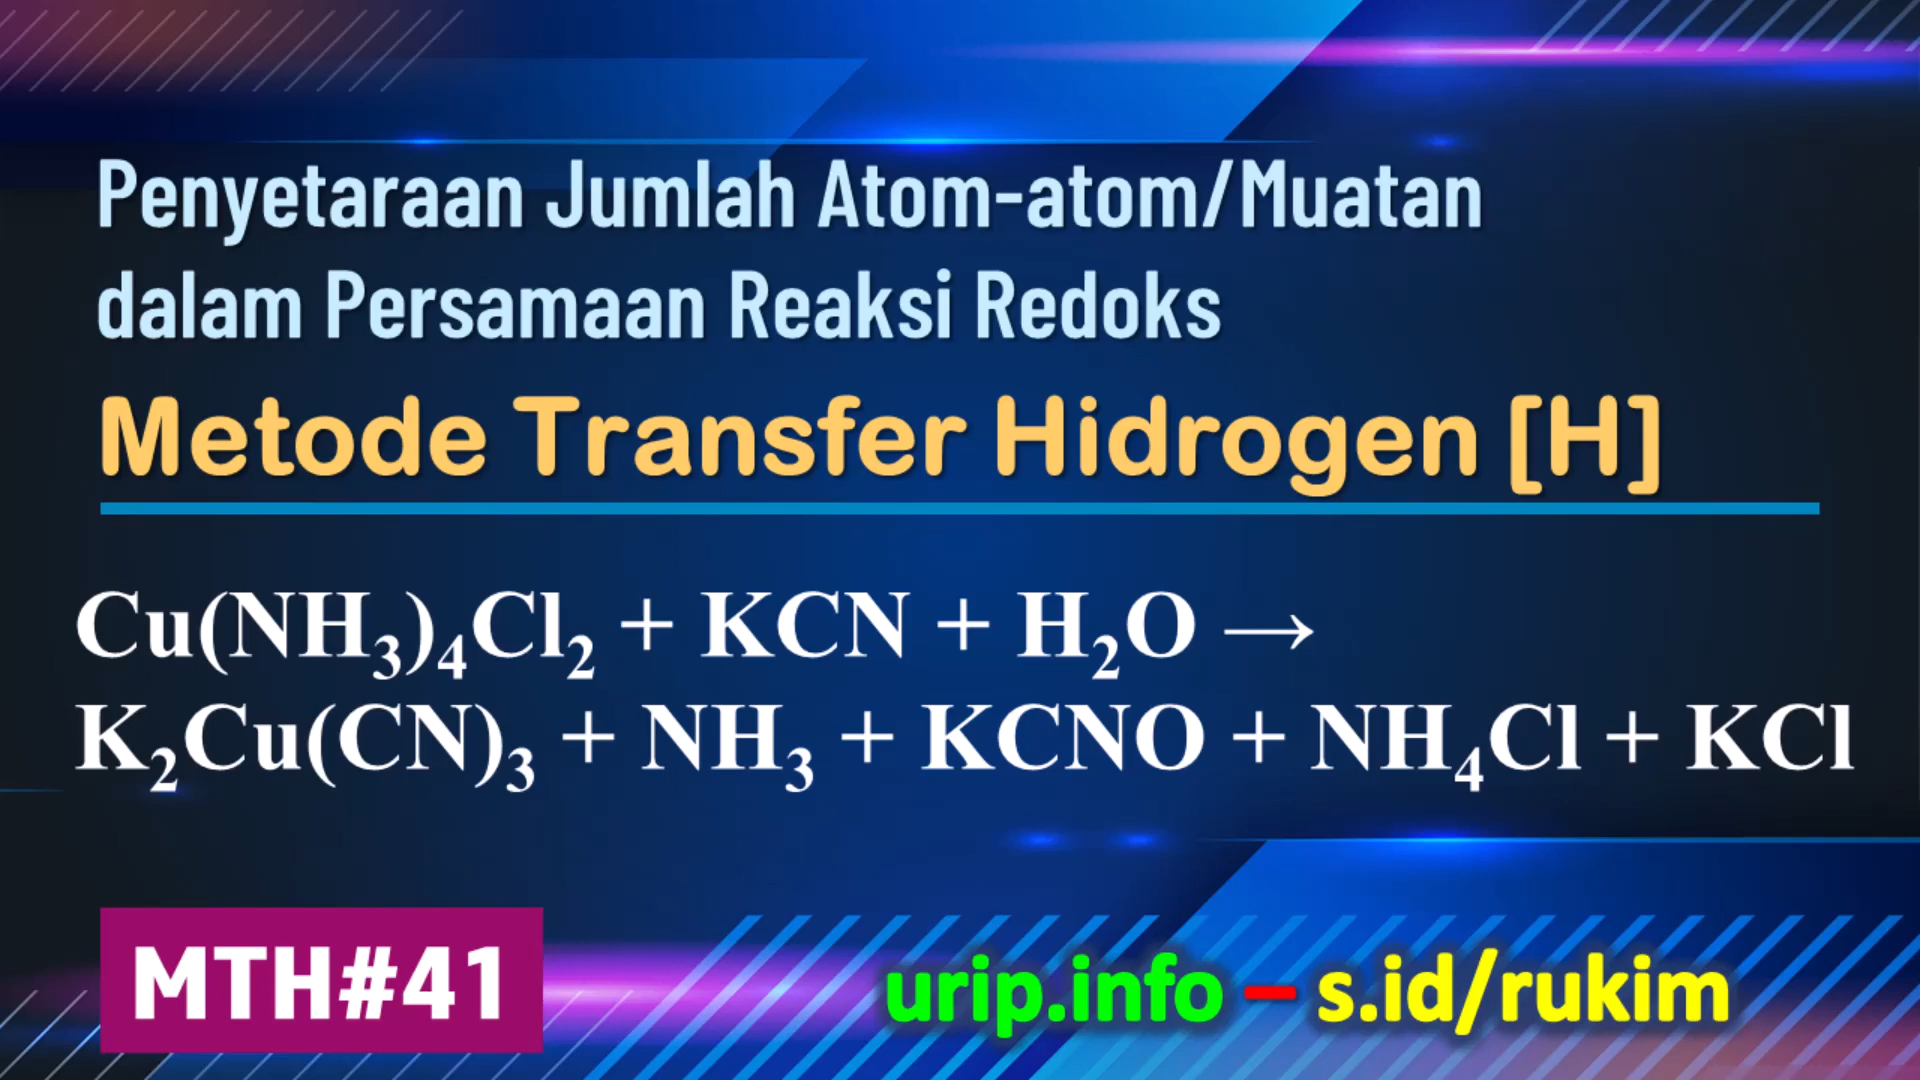 Penyetaraan Jumlah Atom-atom/Muatan
dalam Persamaan Reaksi Redoks
Metode Transfer Hidrogen [H]
Cu(NH₃)₄Cl₂ + KCN + H₂O →
K₂Cu(CN)₃ + NH₃ + KCNO + NH₄Cl + KCl
MTH#41
urip.info – s.id/rukim